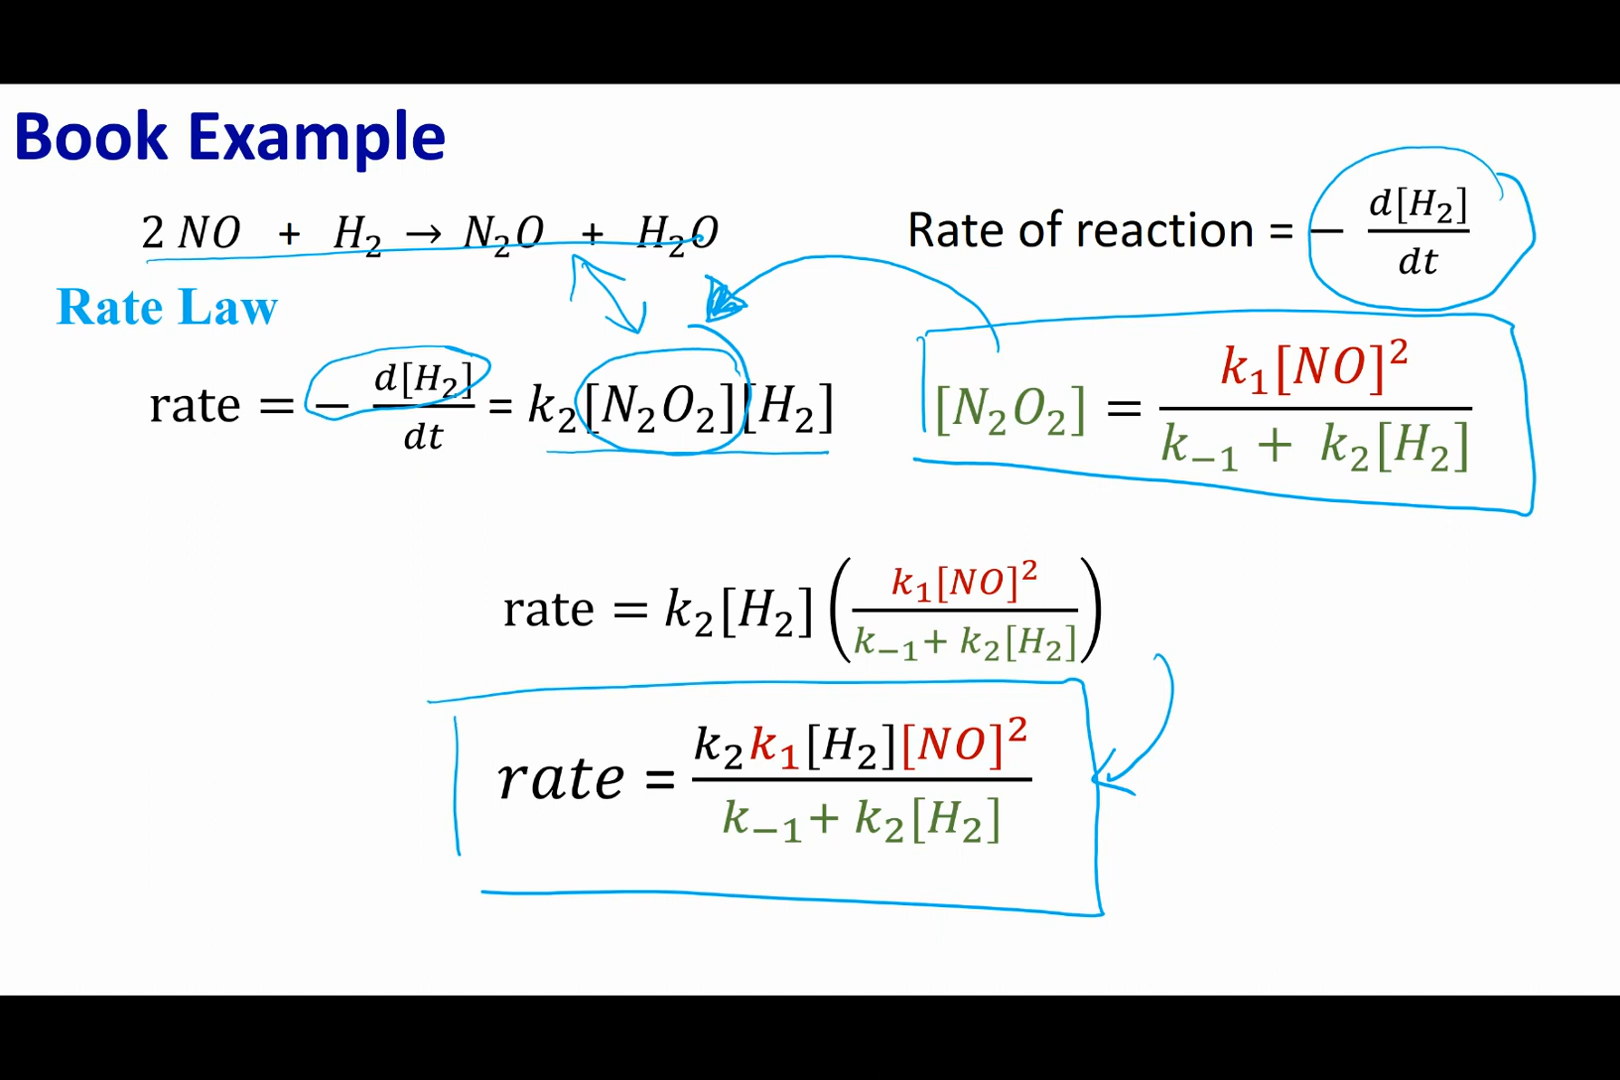 Book Example
2 NO + H₂ → N₂O + H₂O
Rate of reaction = − d[H₂]/dt
Rate Law
rate = − d[H₂]/dt = k₂[N₂O₂][H₂]
[N₂O₂] = k₁[NO]²/k₋₁ + k₂[H₂]
rate = k₂[H₂] (k₁[NO]²/k₋₁ + k₂[H₂])
rate = k₂k₁[H₂][NO]²/k₋₁ + k₂[H₂]